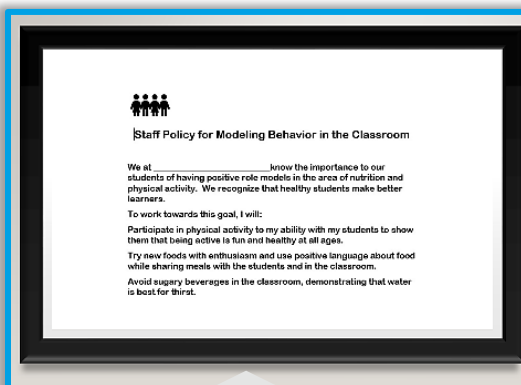 Staff Policy for Modeling Behavior in the Classroom
We at __________________________know the importance to our
students of having positive role models in the area of nutrition and
physical activity. We recognize that healthy students make better
learners.
To work towards this goal, I will:
Participate in physical activity to my ability with my students to show
them that being active is fun and healthy at all ages.
Try new foods with enthusiasm and use positive language about food
while sharing meals with the students and in the classroom.
Avoid sugary beverages in the classroom, demonstrating that water
is best for thirst.